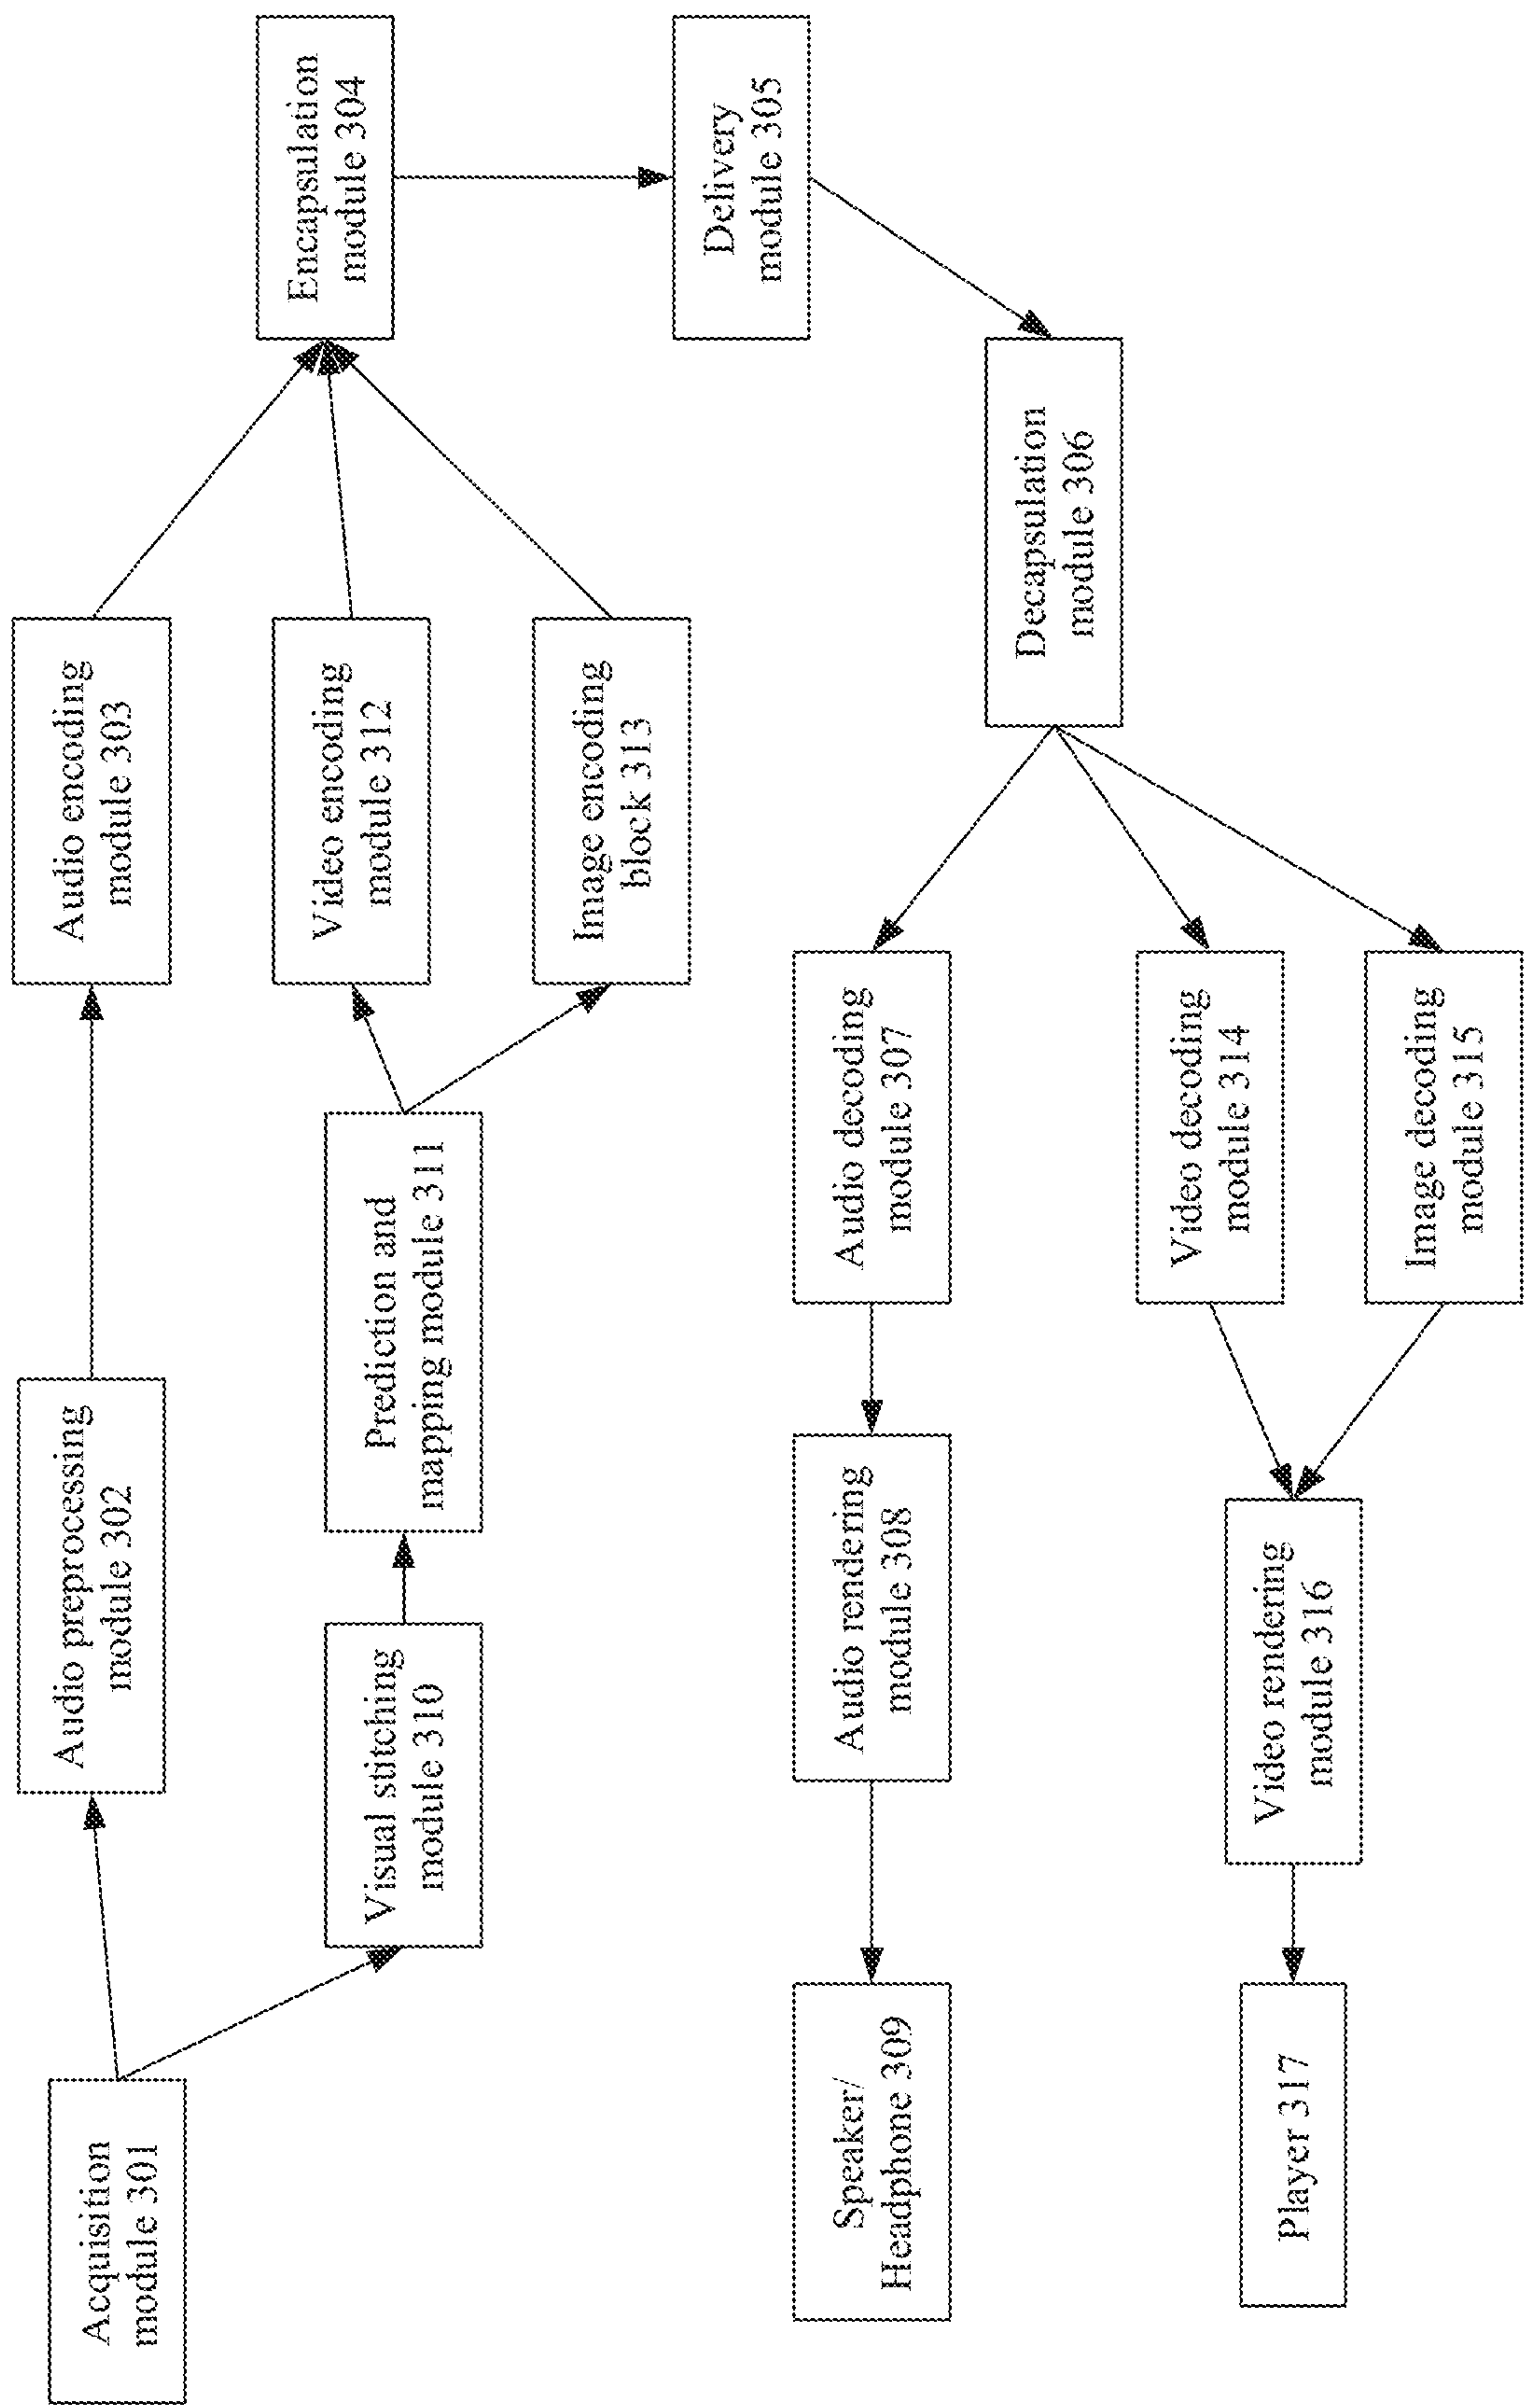 Acquisition
module 301
Audio preprocessing
module 302
Audio encoding
module 303
Visual stitching
module 310
Prediction and
mapping module 311
Video encoding
module 312
Image encoding
block 313
Encapsulation
module 304
Delivery
module 305
Decapsulation
module 306
Audio decoding
module 307
Audio rendering
module 308
Speaker/
Headphone 309
Video decoding
module 314
Image decoding
module 315
Video rendering
module 316
Player 317